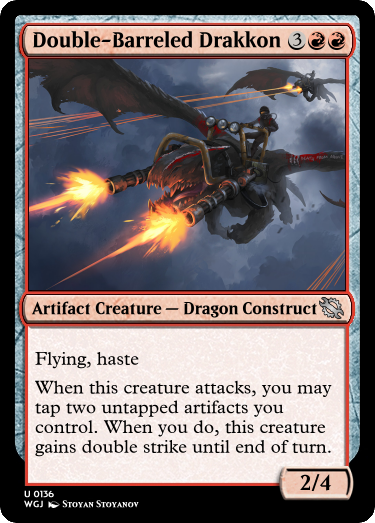 Double-Barreled Drakkon 3
Artifact Creature — Dragon Construct
Flying, haste
When this creature attacks, you may
tap two untapped artifacts you
control. When you do, this creature
gains double strike until end of turn.
2/4
U 0136
WGJ Stoyan Stoyanov